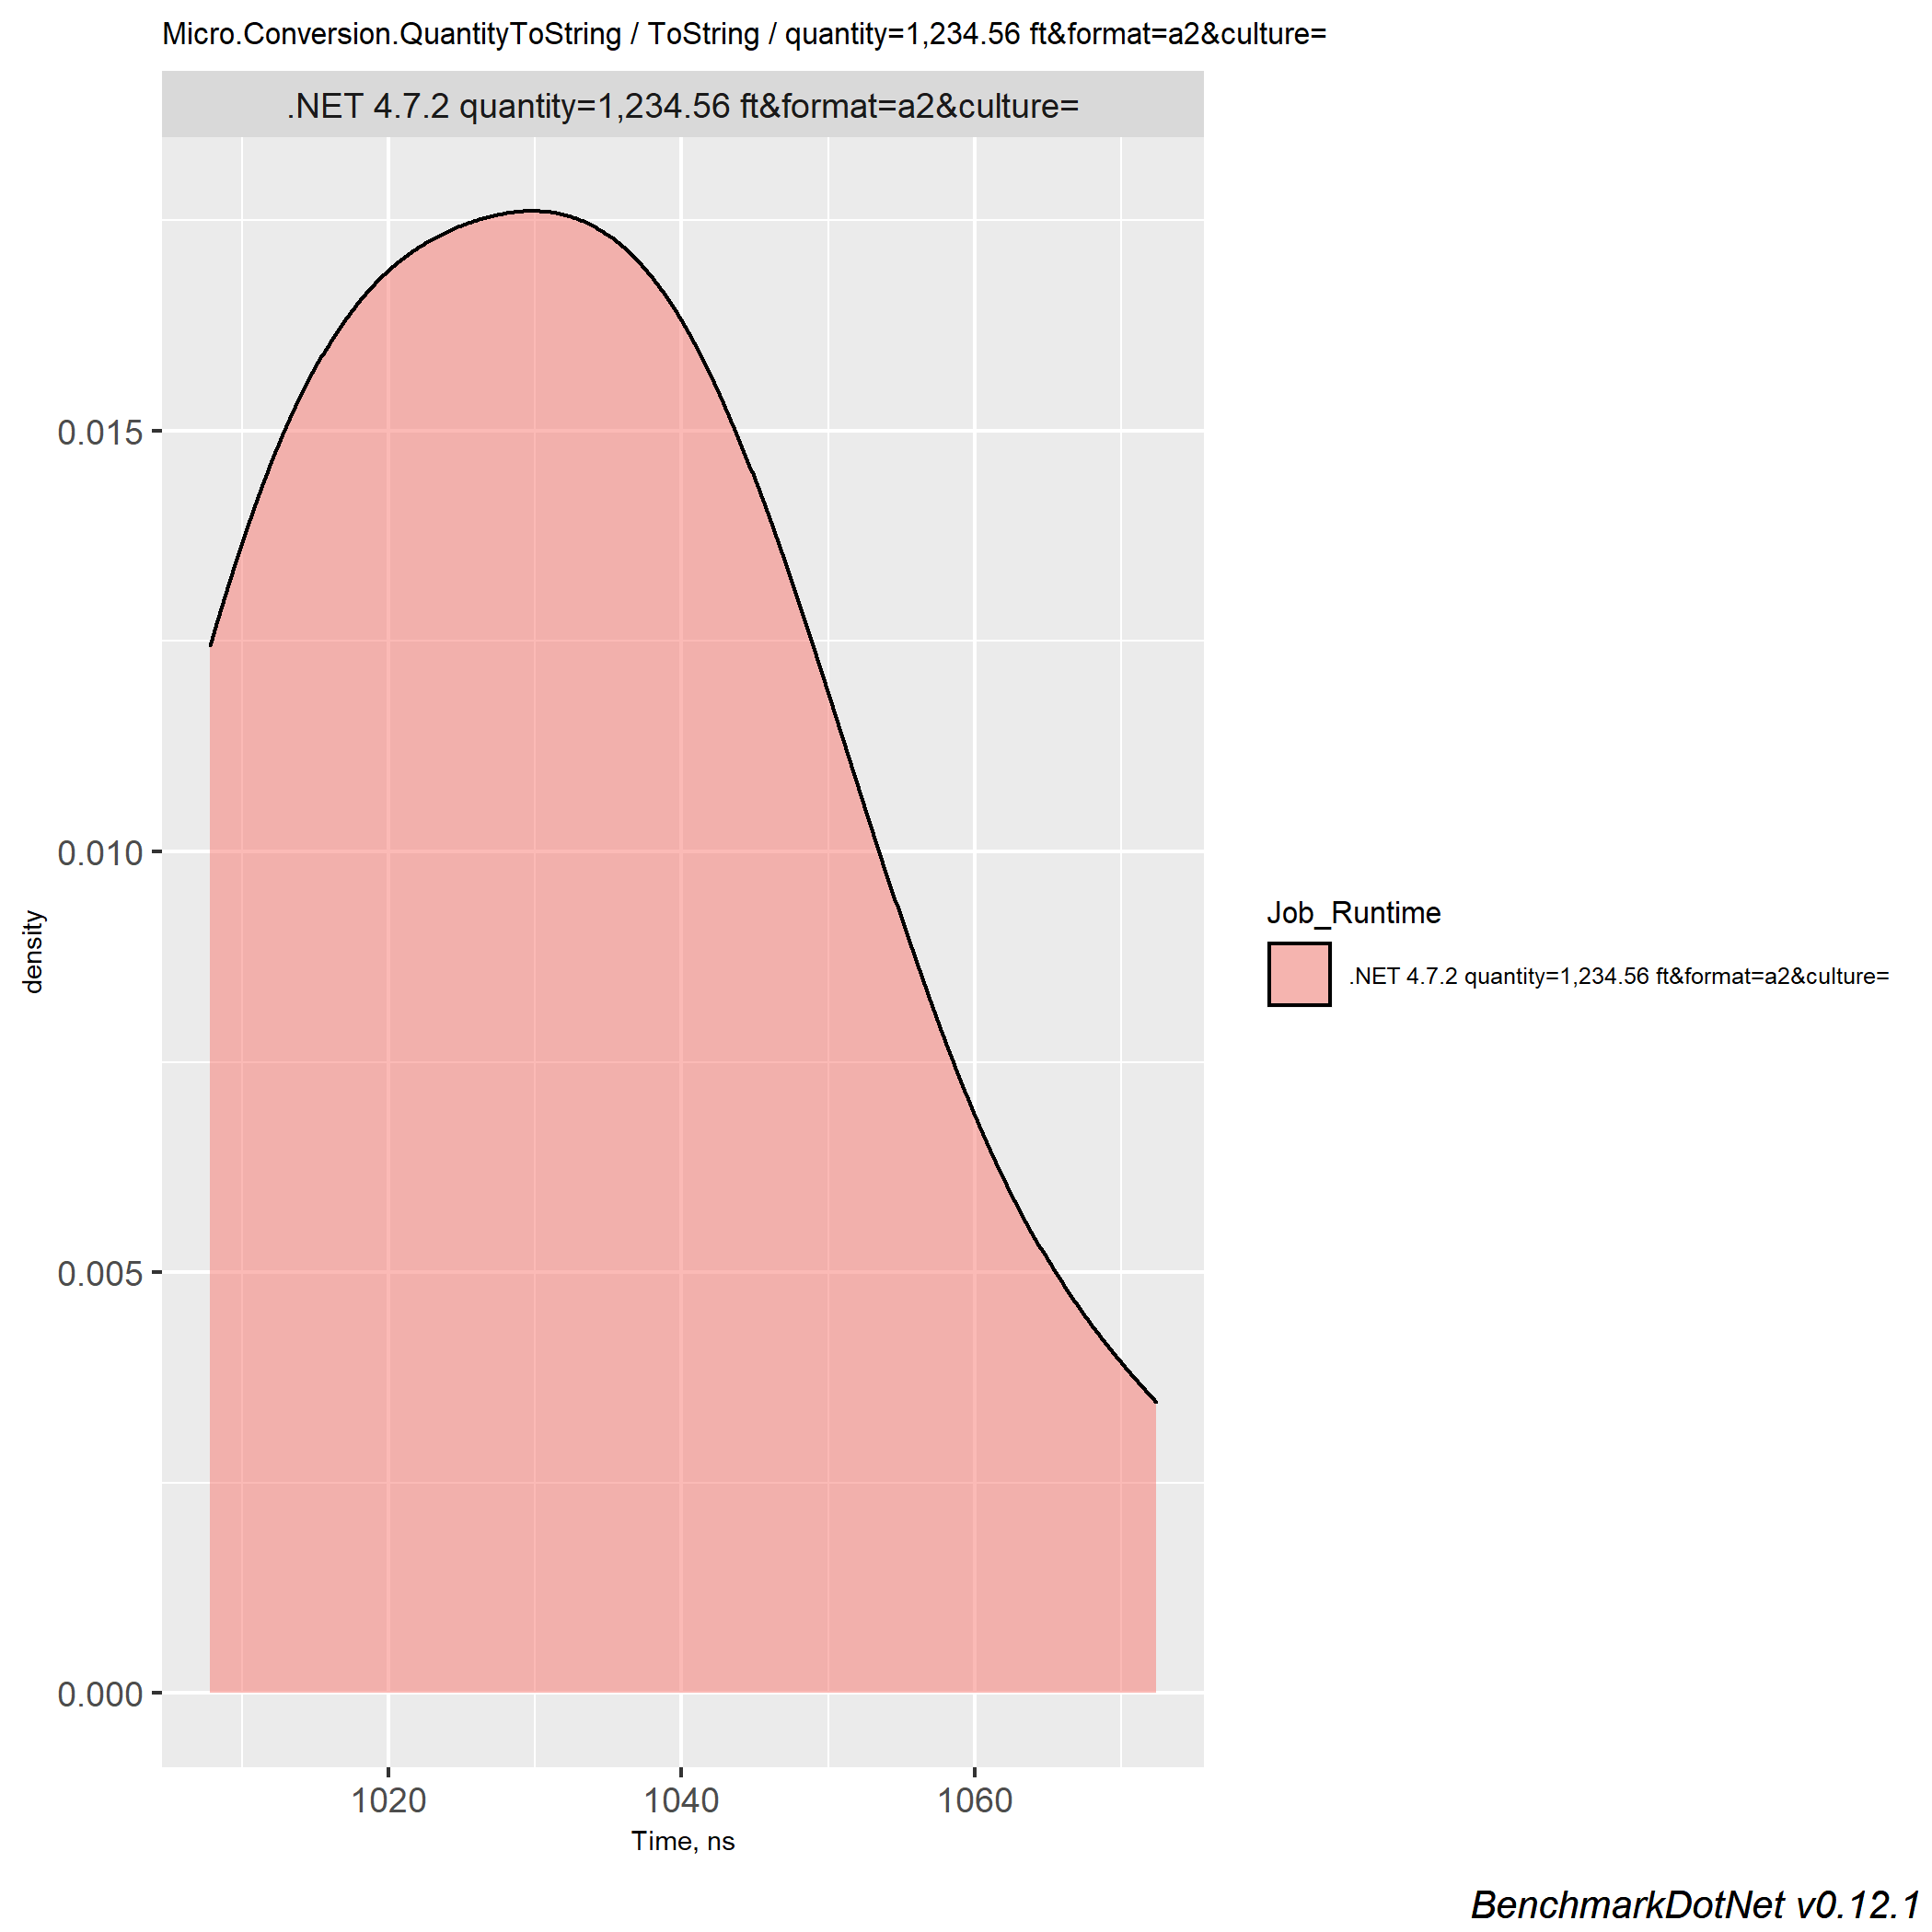 Micro.Conversion.QuantityToString / ToString / quantity=1,234.56 ft&format=a2&culture=
.NET 4.7.2 quantity=1,234.56 ft&format=a2&culture=
0.015
0.010
0.005
0.000
density
1020
1040
1060
Time, ns
Job_Runtime
.NET 4.7.2 quantity=1,234.56 ft&format=a2&culture=
BenchmarkDotNet v0.12.1